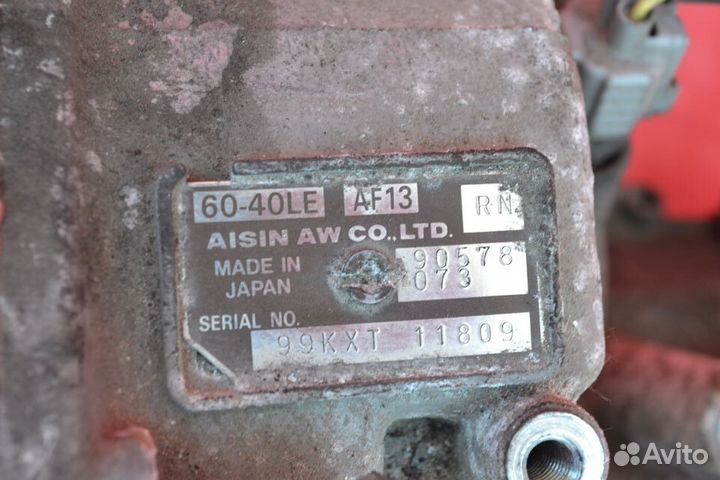 60-40LE AF13 RN
AISIN AW CO.,LTD.
MADE IN JAPAN
90578 073
SERIAL NO.
99KXT 11809
Avito